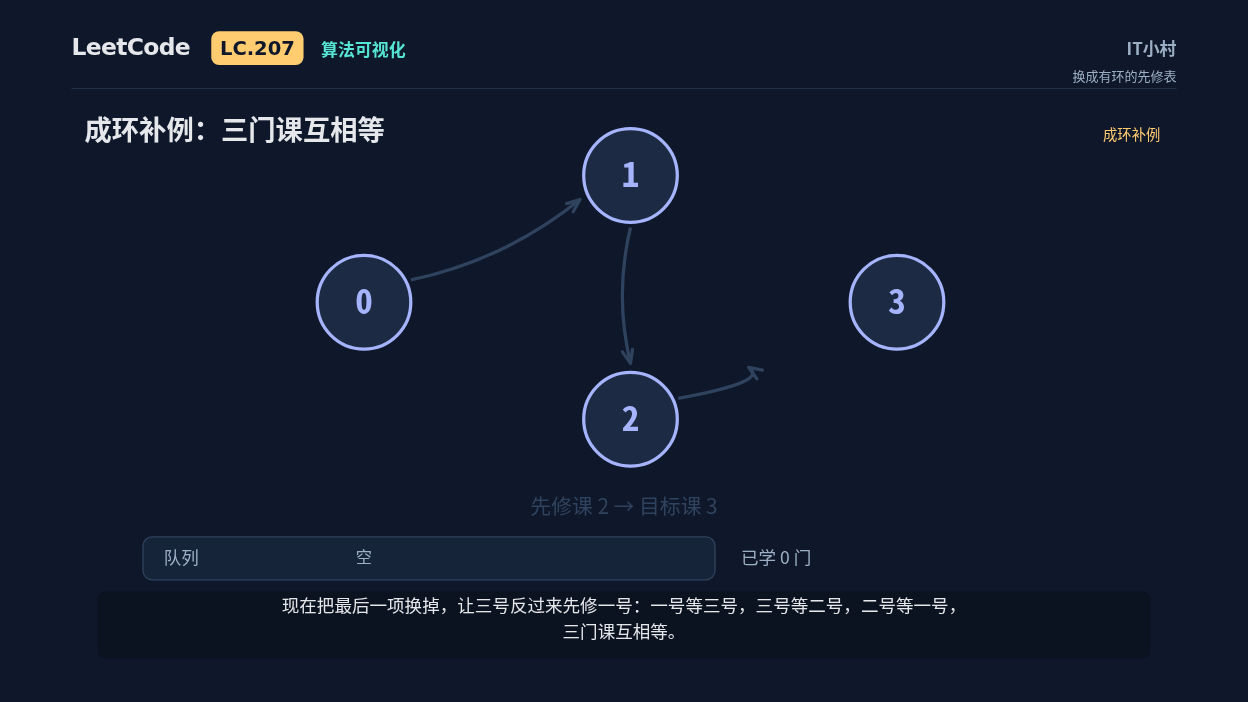 LeetCode LC.207 算法可视化
IT小村
换成有环的先修表
成环补例：三门课互相等
成环补例
1
0
3
2
先修课 2 → 目标课 3
队列 空 已学 0 门
现在把最后一项换掉，让三号反过来先修一号：一号等三号，三号等二号，二号等一号，
三门课互相等。